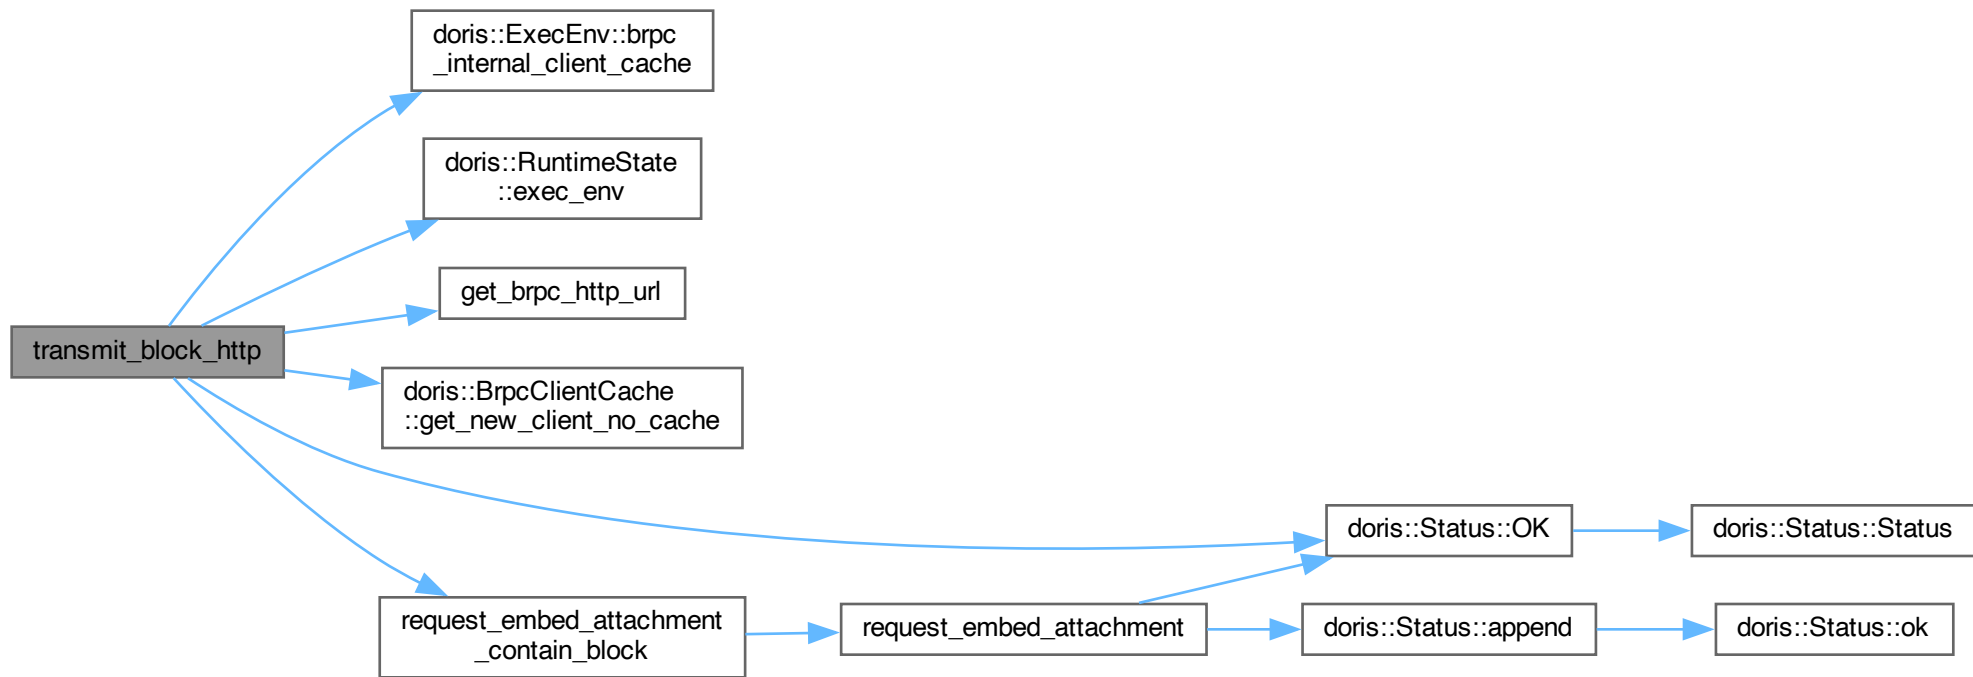 doris::ExecEnv::brpc
_internal_client_cache
doris::RuntimeState
::exec_env
get_brpc_http_url
transmit_block_http
doris::BrpcClientCache
::get_new_client_no_cache
doris::Status::OK
doris::Status::Status
request_embed_attachment
_contain_block
request_embed_attachment
doris::Status::append
doris::Status::ok